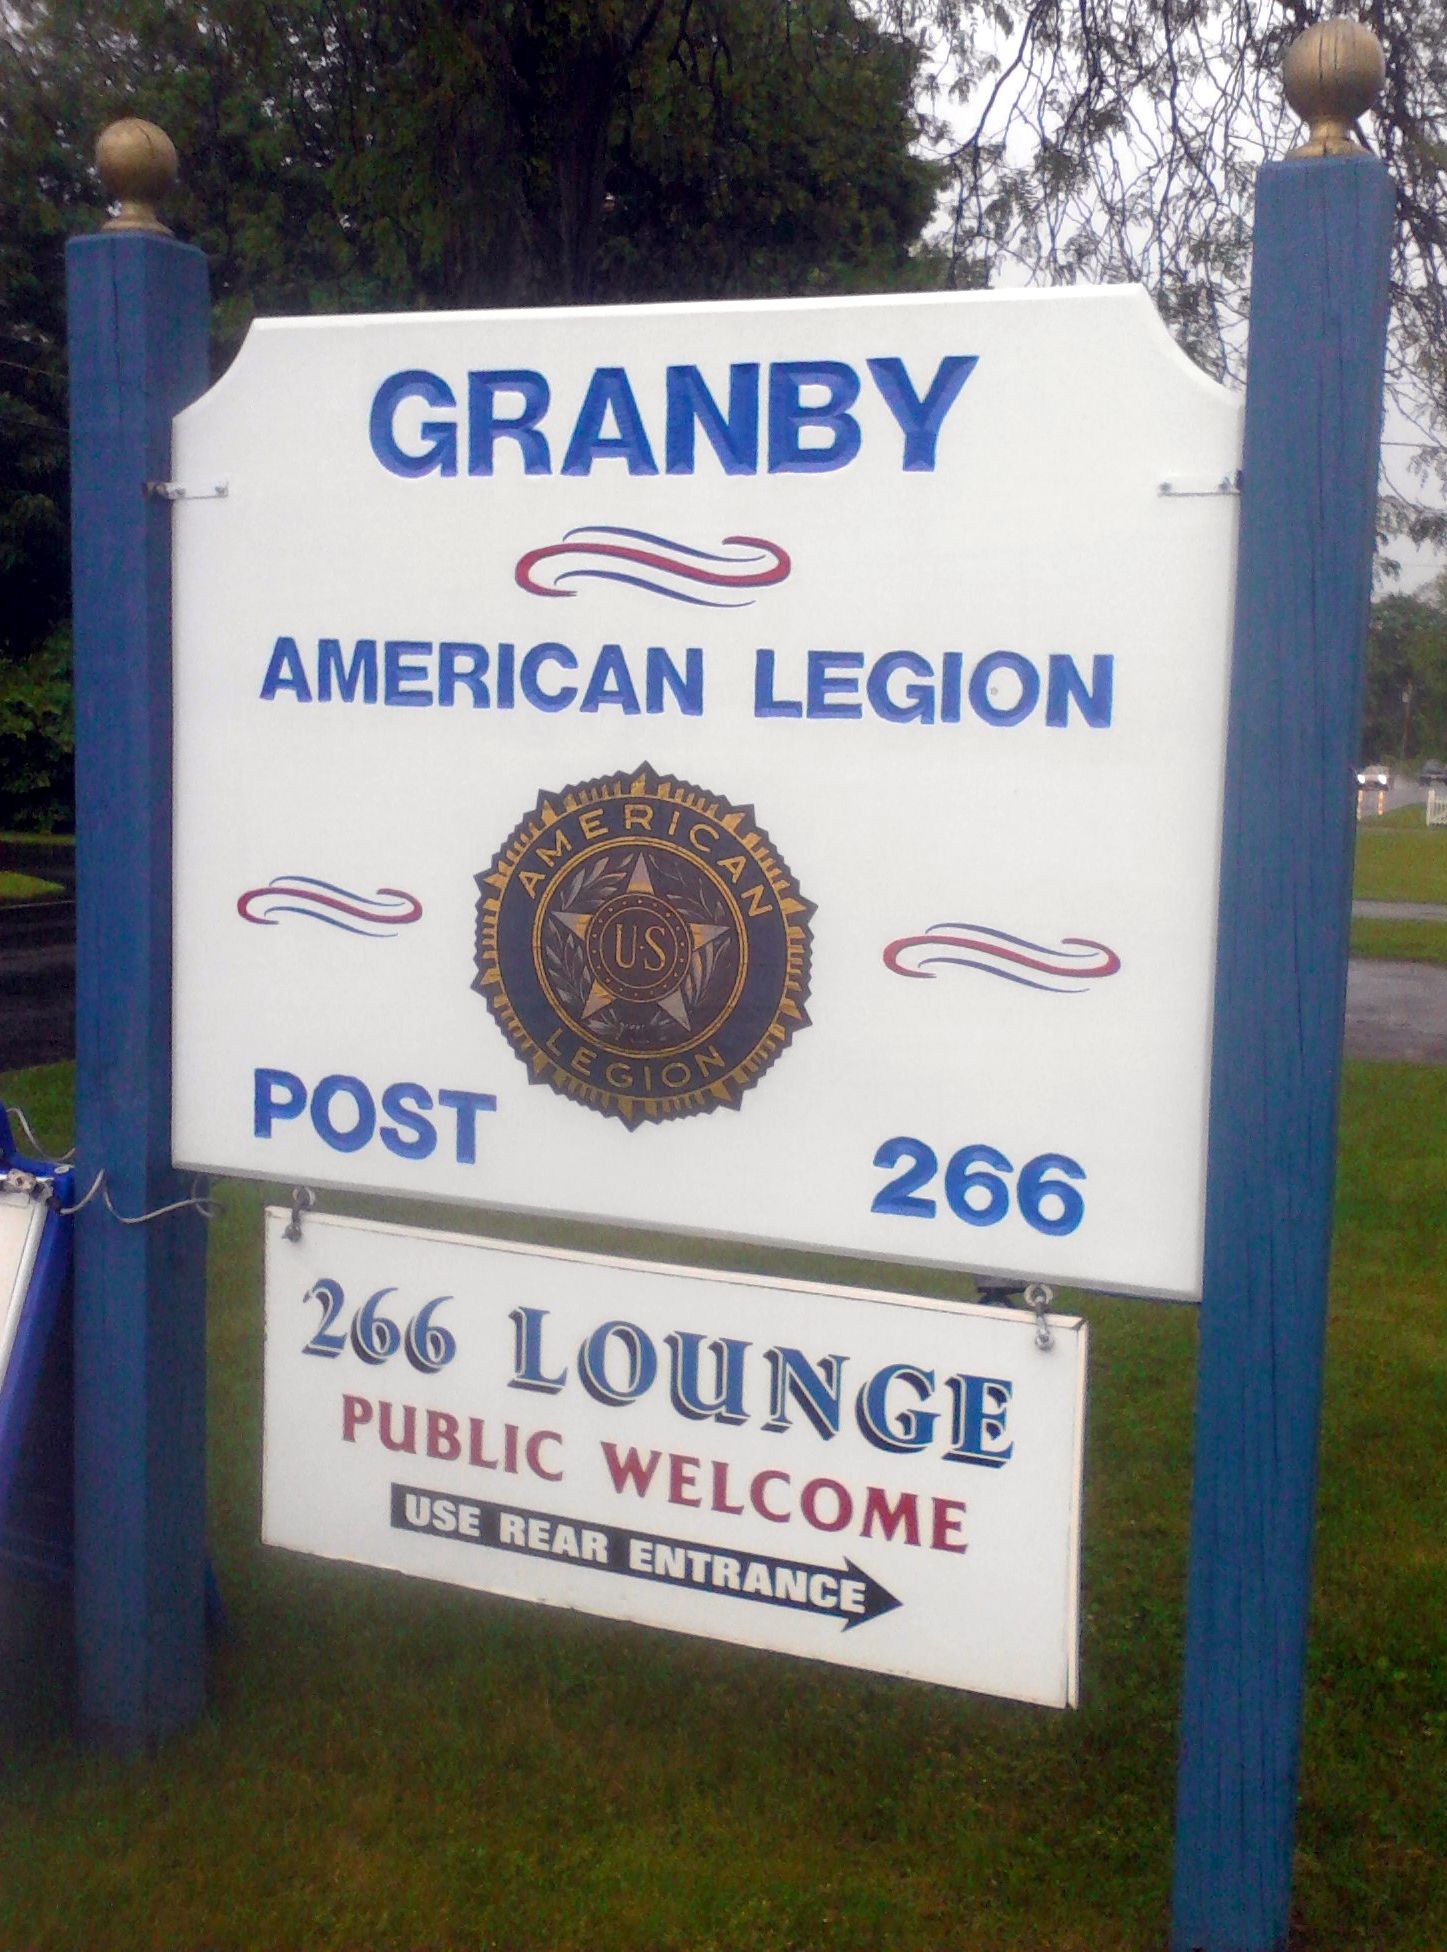 GRANBY
AMERICAN LEGION
AMERICAN
U.S
LEGION
POST 266
266 LOUNGE
PUBLIC WELCOME
USE REAR ENTRANCE